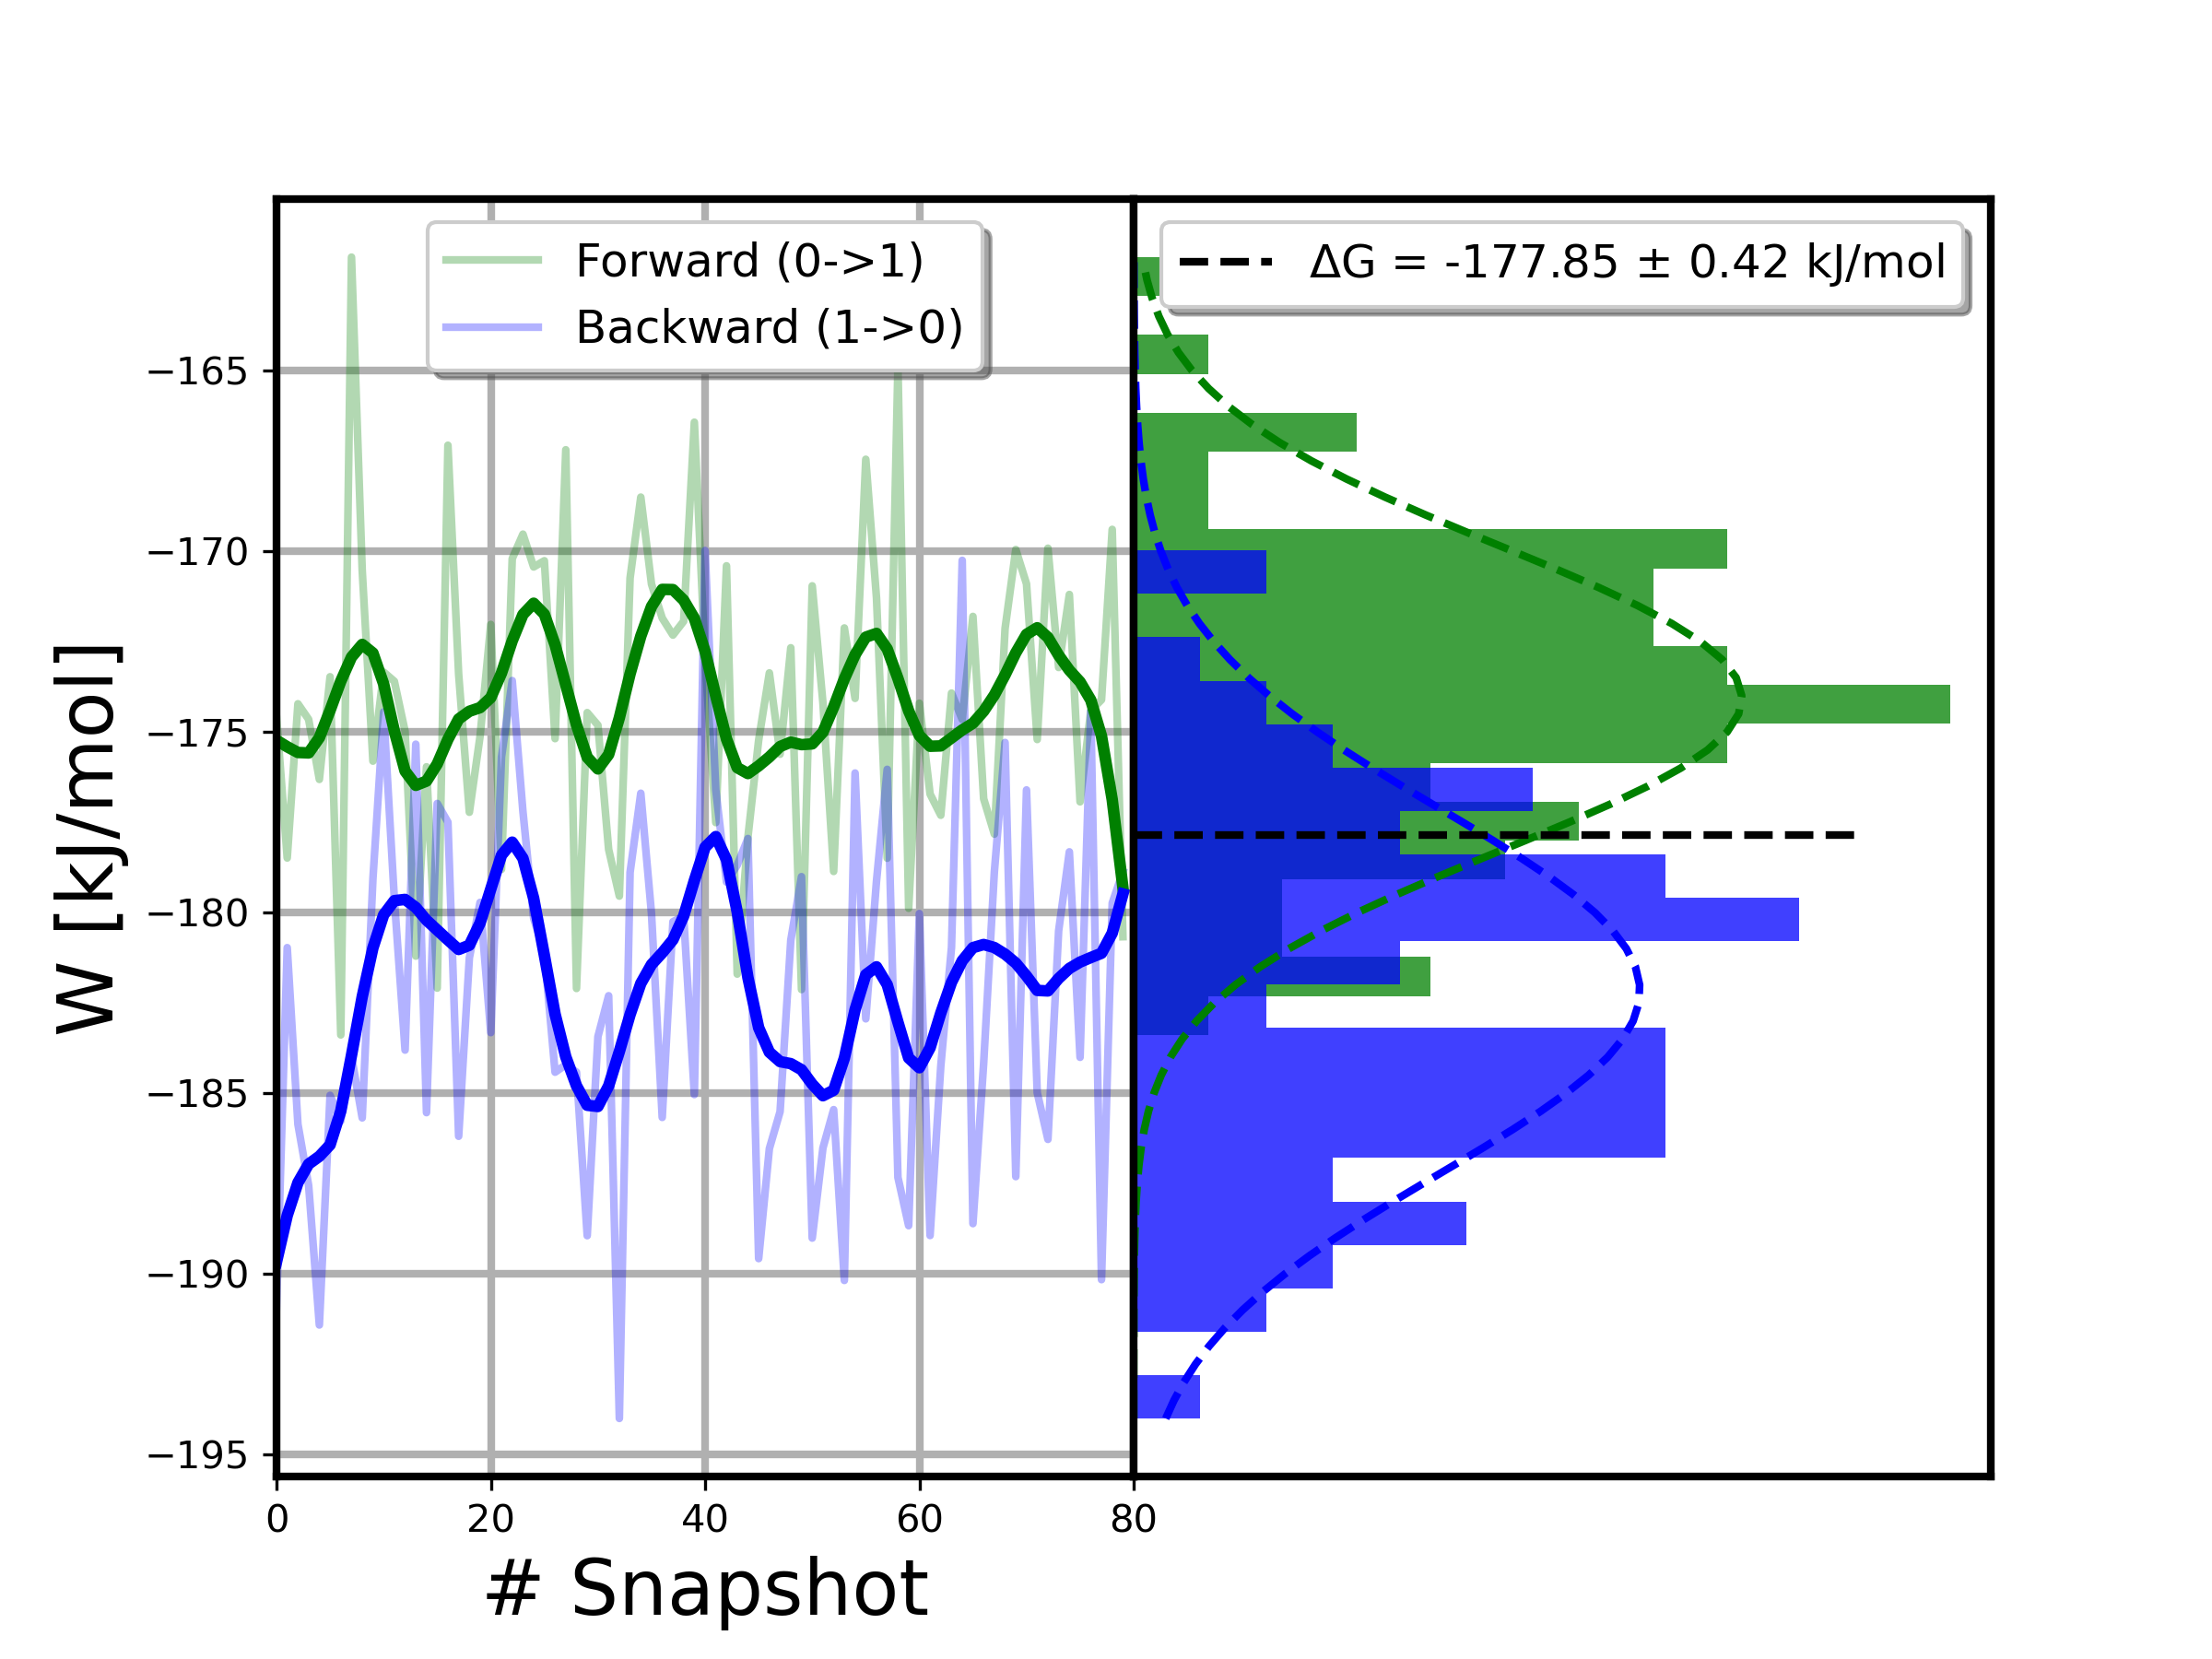 Forward (0->1)
Backward (1->0)
ΔG = -177.85 ± 0.42 kJ/mol
W [kJ/mol]
−165
−170
−175
−180
−185
−190
−195
0 20 40 60 80
# Snapshot